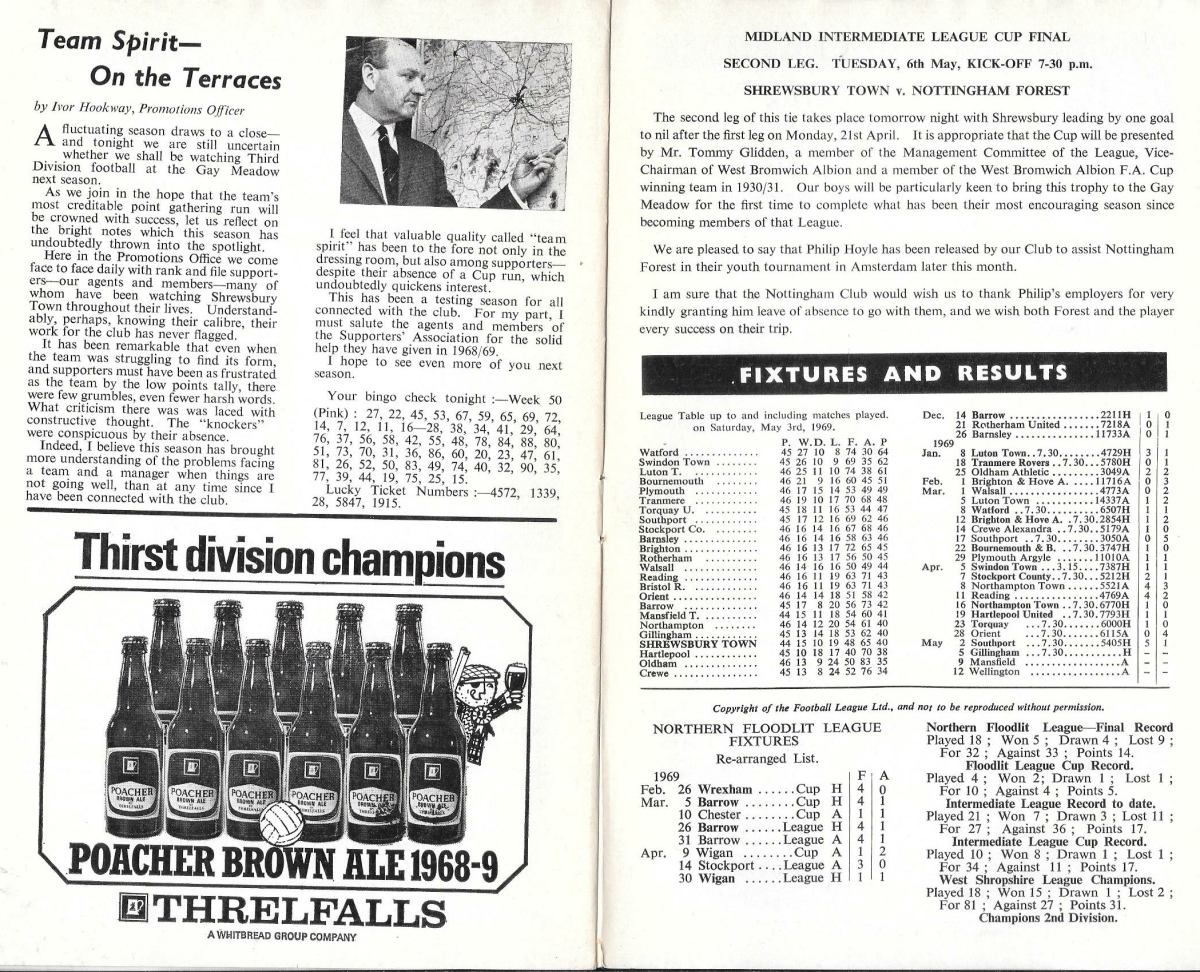 Team Spirit—
On the Terraces
by Ivor Hookway, Promotions Officer
A fluctuating season draws to a close—
and tonight we are still uncertain
whether we shall be watching Third
Division football at the Gay Meadow
next season.
As we join in the hope that the team's
most creditable point gathering run will
be crowned with success, let us reflect on
the bright notes which this season has
undoubtedly thrown into the spotlight.
Here in the Promotions Office we come
face to face daily with rank and file support-
ers—our agents and members—many of
whom have been watching Shrewsbury
Town throughout their lives. Understand-
ably, perhaps, knowing their calibre, their
work for the club has never flagged.
It has been remarkable that even when
the team was struggling to find its form,
and supporters must have been as frustrated
as the team by the low points tally, there
were few grumbles, even fewer harsh words.
What criticism there was was laced with
constructive thought. The "knockers"
were conspicuous by their absence.
Indeed, I believe this season has brought
more understanding of the problems facing
a team and a manager when things are
not going well, than at any time since I
have been connected with the club.
I feel that valuable quality called "team
spirit" has been to the fore not only in the
dressing room, but also among supporters—
despite their absence of a Cup run, which
undoubtedly quickens interest.
This has been a testing season for all
connected with the club. For my part, I
must salute the agents and members of
the Supporters' Association for the solid
help they have given in 1968/69.
I hope to see even more of you next
season.
Your bingo check tonight :—Week 50
(Pink) : 27, 22, 45, 53, 67, 59, 65, 69, 72,
14, 7, 12, 11, 16—28, 38, 34, 41, 29, 64,
76, 37, 56, 58, 42, 55, 48, 78, 84, 88, 80,
51, 73, 70, 31, 36, 86, 60, 20, 23, 47, 61,
81, 26, 52, 50, 83, 49, 74, 40, 32, 90, 35,
77, 39, 44, 19, 75, 25, 15.
Lucky Ticket Numbers :—4572, 1339,
28, 5847, 1915.
Thirst division champions
POACHER BROWN ALE THRELFALLS
POACHER BROWN ALE THRELFALLS
POACHER BROWN ALE THRELFALLS
POACHER BROWN ALE
POACHER BROWN ALE
POACHER BROWN ALE
POACHER BROWN ALE 1968-9
THRELFALLS
A WHITBREAD GROUP COMPANY
MIDLAND INTERMEDIATE LEAGUE CUP FINAL
SECOND LEG. TUESDAY, 6th May, KICK-OFF 7-30 p.m.
SHREWSBURY TOWN v. NOTTINGHAM FOREST
The second leg of this tie takes place tomorrow night with Shrewsbury leading by one goal
to nil after the first leg on Monday, 21st April. It is appropriate that the Cup will be presented
by Mr. Tommy Glidden, a member of the Management Committee of the League, Vice-
Chairman of West Bromwich Albion and a member of the West Bromwich Albion F.A. Cup
winning team in 1930/31. Our boys will be particularly keen to bring this trophy to the Gay
Meadow for the first time to complete what has been their most encouraging season since
becoming members of that League.
We are pleased to say that Philip Hoyle has been released by our Club to assist Nottingham
Forest in their youth tournament in Amsterdam later this month.
I am sure that the Nottingham Club would wish us to thank Philip's employers for very
kindly granting him leave of absence to go with them, and we wish both Forest and the player
every success on their trip.
FIXTURES AND RESULTS
League Table up to and including matches played.
on Saturday, May 3rd, 1969.
P. W. D. L. F. A. P
Watford 45 27 10 8 74 30 64
Swindon Town 45 26 10 9 69 35 62
Luton T. 46 25 11 10 74 38 61
Bournemouth 46 21 9 16 60 45 51
Plymouth 46 17 15 14 53 49 49
Tranmere 46 19 10 17 70 68 48
Torquay U. 45 18 11 16 53 44 47
Southport 45 17 12 16 69 62 46
Stockport Co. 46 16 14 16 67 68 46
Barnsley 46 16 14 16 58 63 46
Brighton 46 16 13 17 72 65 45
Rotherham 46 16 13 17 56 50 45
Walsall 46 14 16 16 50 49 44
Reading 46 16 11 19 63 71 43
Bristol R. 46 16 11 19 63 71 43
Orient 46 14 14 18 51 58 42
Barrow 45 17 8 20 56 73 42
Mansfield T. 44 15 11 18 54 60 41
Northampton 46 14 12 20 54 61 40
Gillingham 45 13 14 18 53 62 40
SHREWSBURY TOWN 44 15 10 19 48 65 40
Hartlepool 45 10 18 17 40 70 38
Oldham 46 13 9 24 50 83 35
Crewe 45 13 8 24 52 76 34
Dec. 14 Barrow 2211H 1 0
21 Rotherham United 7218A 0 1
26 Barnsley 11733A 0 1
1969
Jan. 8 Luton Town..7.30. 4729H 3 1
18 Tranmere Rovers ..7.30...5780H 0 1
25 Oldham Athletic 3049A 2 2
Feb. 1 Brighton & Hove A. 11716A 0 3
Mar. 1 Walsall 4773A 0 2
5 Luton Town 14337A 1 2
8 Watford ..7.30 6507H 1 1
12 Brighton & Hove A. .7.30.2854H 1 2
14 Crewe Alexandra ..7.30...5179A 1 0
17 Southport ..7.30 3050A 0 5
22 Bournemouth & B. ..7.30.3747H 1 0
29 Plymouth Argyle 11010A 1 1
Apr. 5 Swindon Town ...3.15....7387H 1 1
7 Stockport County..7.30...5212H 2 1
8 Northampton Town 5521A 4 3
11 Reading 4769A 4 2
16 Northampton Town ..7.30.6770H 1 0
19 Hartlepool United ..7.30.7793H 1 1
23 Torquay ...7.30 6000H 1 0
28 Orient ...7.30 6115A 0 4
May 2 Southport ...7.30 5405H 5 1
5 Gillingham ...7.30 H – –
9 Mansfield A – –
12 Wellington A – –
Copyright of the Football League Ltd., and not to be reproduced without permission.
NORTHERN FLOODLIT LEAGUE
FIXTURES
Re-arranged List.
1969 F A
Feb. 26 Wrexham ......Cup H 4 0
Mar. 5 Barrow ........Cup H 4 1
10 Chester ........Cup A 1 1
26 Barrow ......League H 4 1
31 Barrow ......League A 4 1
Apr. 9 Wigan ........Cup A 1 2
14 Stockport ....League A 3 0
30 Wigan ......League H 1 1
Northern Floodlit League—Final Record
Played 18 ; Won 5 ; Drawn 4 ; Lost 9 ;
For 32 ; Against 33 ; Points 14.
Floodlit League Cup Record.
Played 4 ; Won 2; Drawn 1 ; Lost 1 ;
For 10 ; Against 4 ; Points 5.
Intermediate League Record to date.
Played 21 ; Won 7 ; Drawn 3 ; Lost 11 ;
For 27 ; Against 36 ; Points 17.
Intermediate League Cup Record.
Played 10 ; Won 8 ; Drawn 1 ; Lost 1 ;
For 34 ; Against 11 ; Points 17.
West Shropshire League Champions.
Played 18 ; Won 15 ; Drawn 1 ; Lost 2 ;
For 81 ; Against 27 ; Points 31.
Champions 2nd Division.